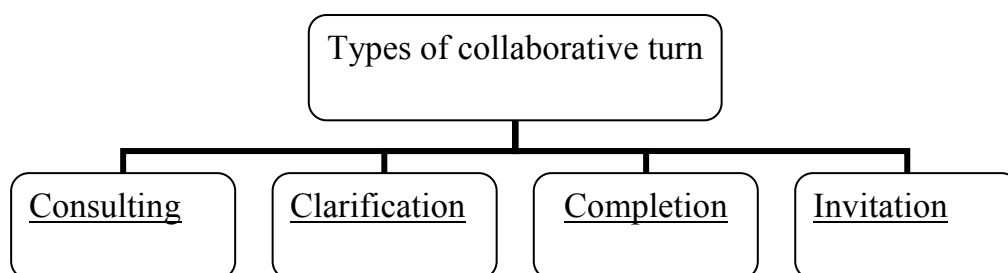 Types of collaborative turn
Consulting
Clarification
Completion
Invitation